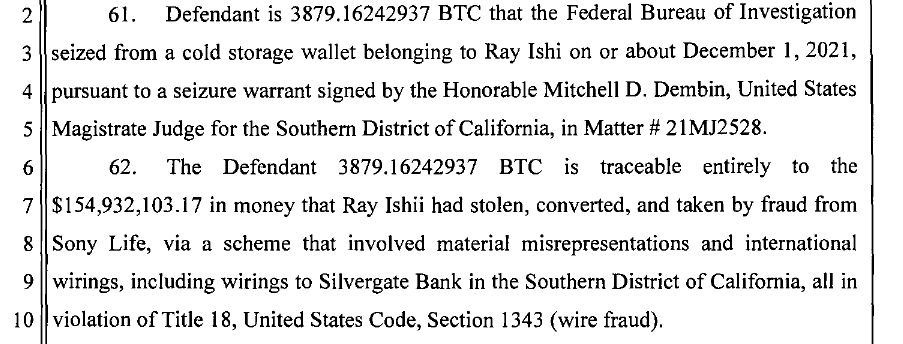 2 61. Defendant is 3879.16242937 BTC that the Federal Bureau of Investigation
3 seized from a cold storage wallet belonging to Ray Ishi on or about December 1, 2021,
4 pursuant to a seizure warrant signed by the Honorable Mitchell D. Dembin, United States
5 Magistrate Judge for the Southern District of California, in Matter # 21MJ2528.
6 62. The Defendant 3879.16242937 BTC is traceable entirely to the
7 $154,932,103.17 in money that Ray Ishii had stolen, converted, and taken by fraud from
8 Sony Life, via a scheme that involved material misrepresentations and international
9 wirings, including wirings to Silvergate Bank in the Southern District of California, all in
10 violation of Title 18, United States Code, Section 1343 (wire fraud).